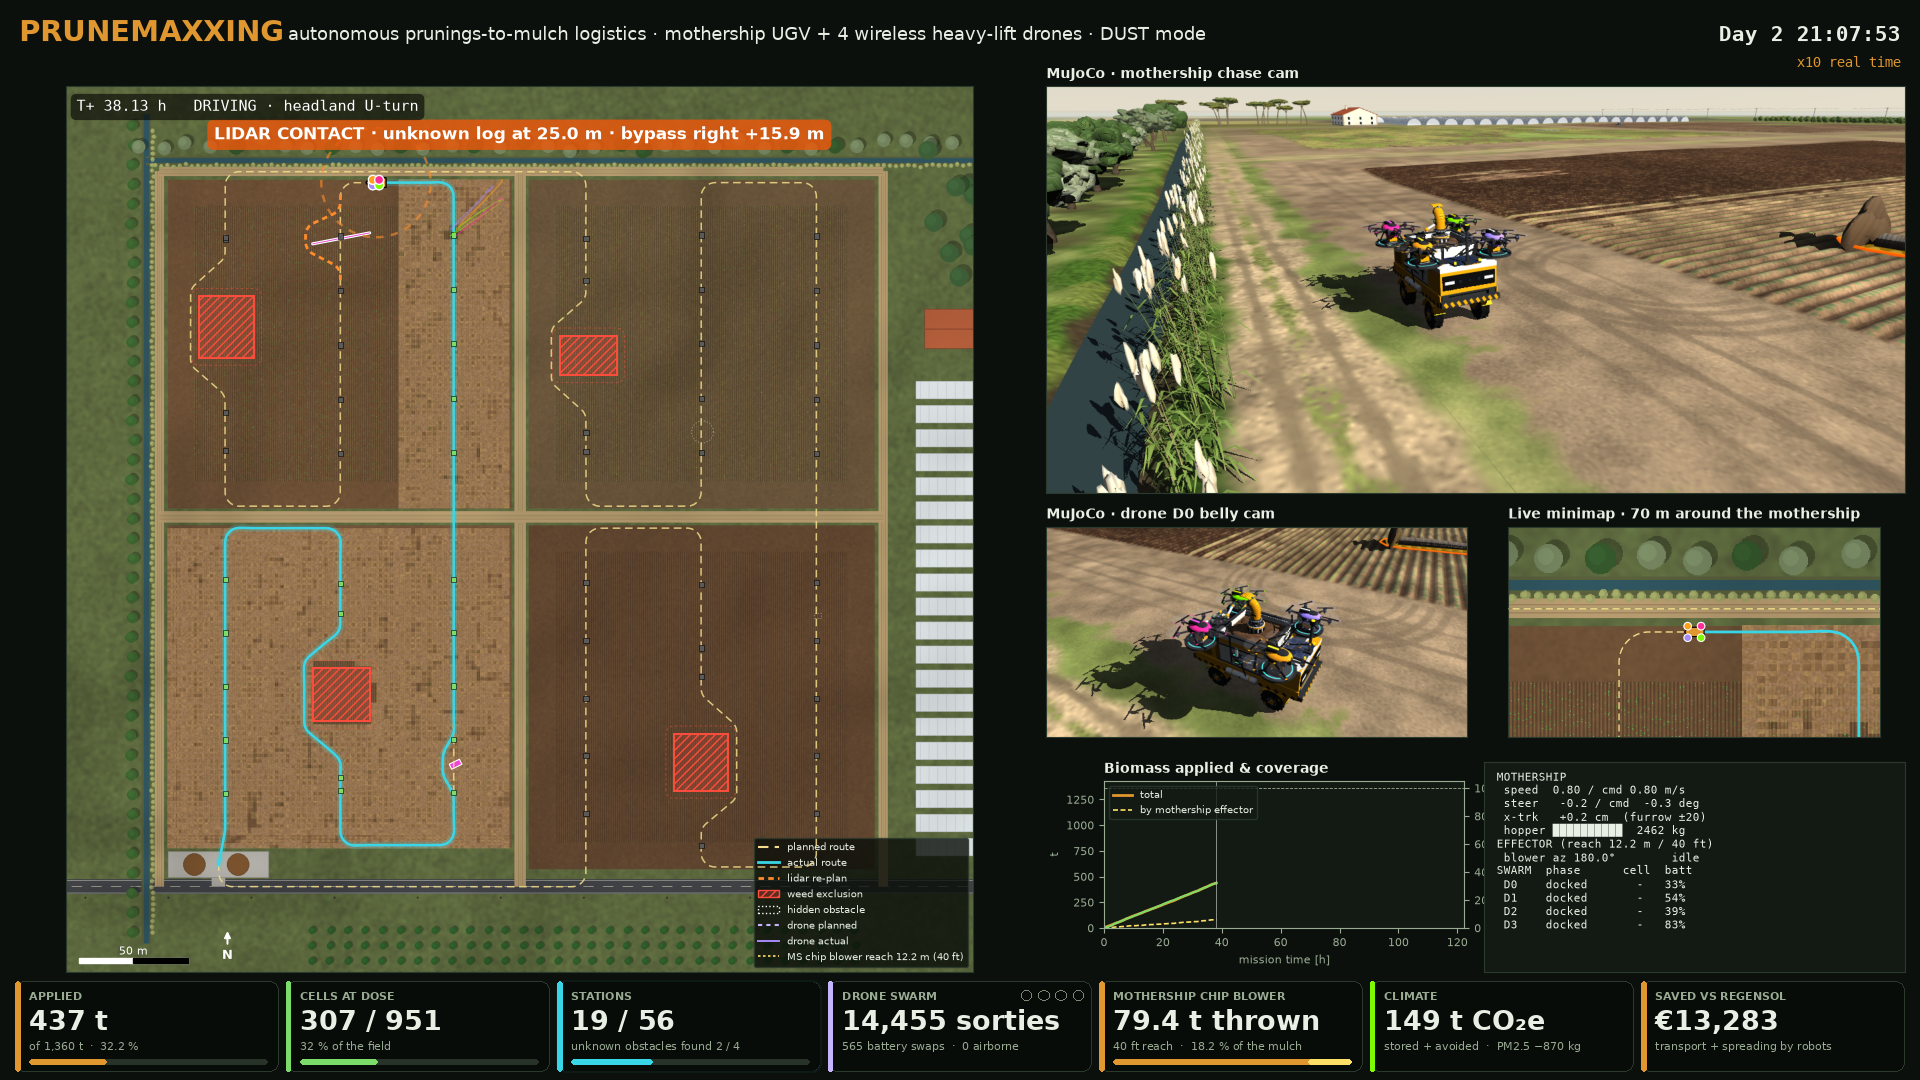 PRUNEMAXXING autonomous prunings-to-mulch logistics · mothership UGV + 4 wireless heavy-lift drones · DUST mode
Day 2 21:07:53
x10 real time
T+ 38.13 h DRIVING · headland U-turn
LIDAR CONTACT · unknown log at 25.0 m · bypass right +15.9 m
50 m
N
planned route
actual route
lidar re-plan
weed exclusion
hidden obstacle
drone planned
drone actual
MS chip blower reach 12.2 m (40 ft)
MuJoCo · mothership chase cam
MuJoCo · drone D0 belly cam
Live minimap · 70 m around the mothership
Biomass applied & coverage
total
by mothership effector
1250
1000
750
500
250
0
t
0 20 40 60 80 100 120
mission time [h]
MOTHERSHIP
speed 0.80 / cmd 0.80 m/s
steer -0.2 / cmd -0.3 deg
x-trk +0.2 cm (furrow ±20)
hopper ██████████ 2462 kg
EFFECTOR (reach 12.2 m / 40 ft)
blower az 180.0° idle
SWARM phase cell batt
D0 docked - 33%
D1 docked - 54%
D2 docked - 39%
D3 docked - 83%
APPLIED
437 t
of 1,360 t · 32.2 %
CELLS AT DOSE
307 / 951
32 % of the field
STATIONS
19 / 56
unknown obstacles found 2 / 4
DRONE SWARM
14,455 sorties
565 battery swaps · 0 airborne
MOTHERSHIP CHIP BLOWER
79.4 t thrown
40 ft reach · 18.2 % of the mulch
CLIMATE
149 t CO₂e
stored + avoided · PM2.5 −870 kg
SAVED VS REGENSOL
€13,283
transport + spreading by robots